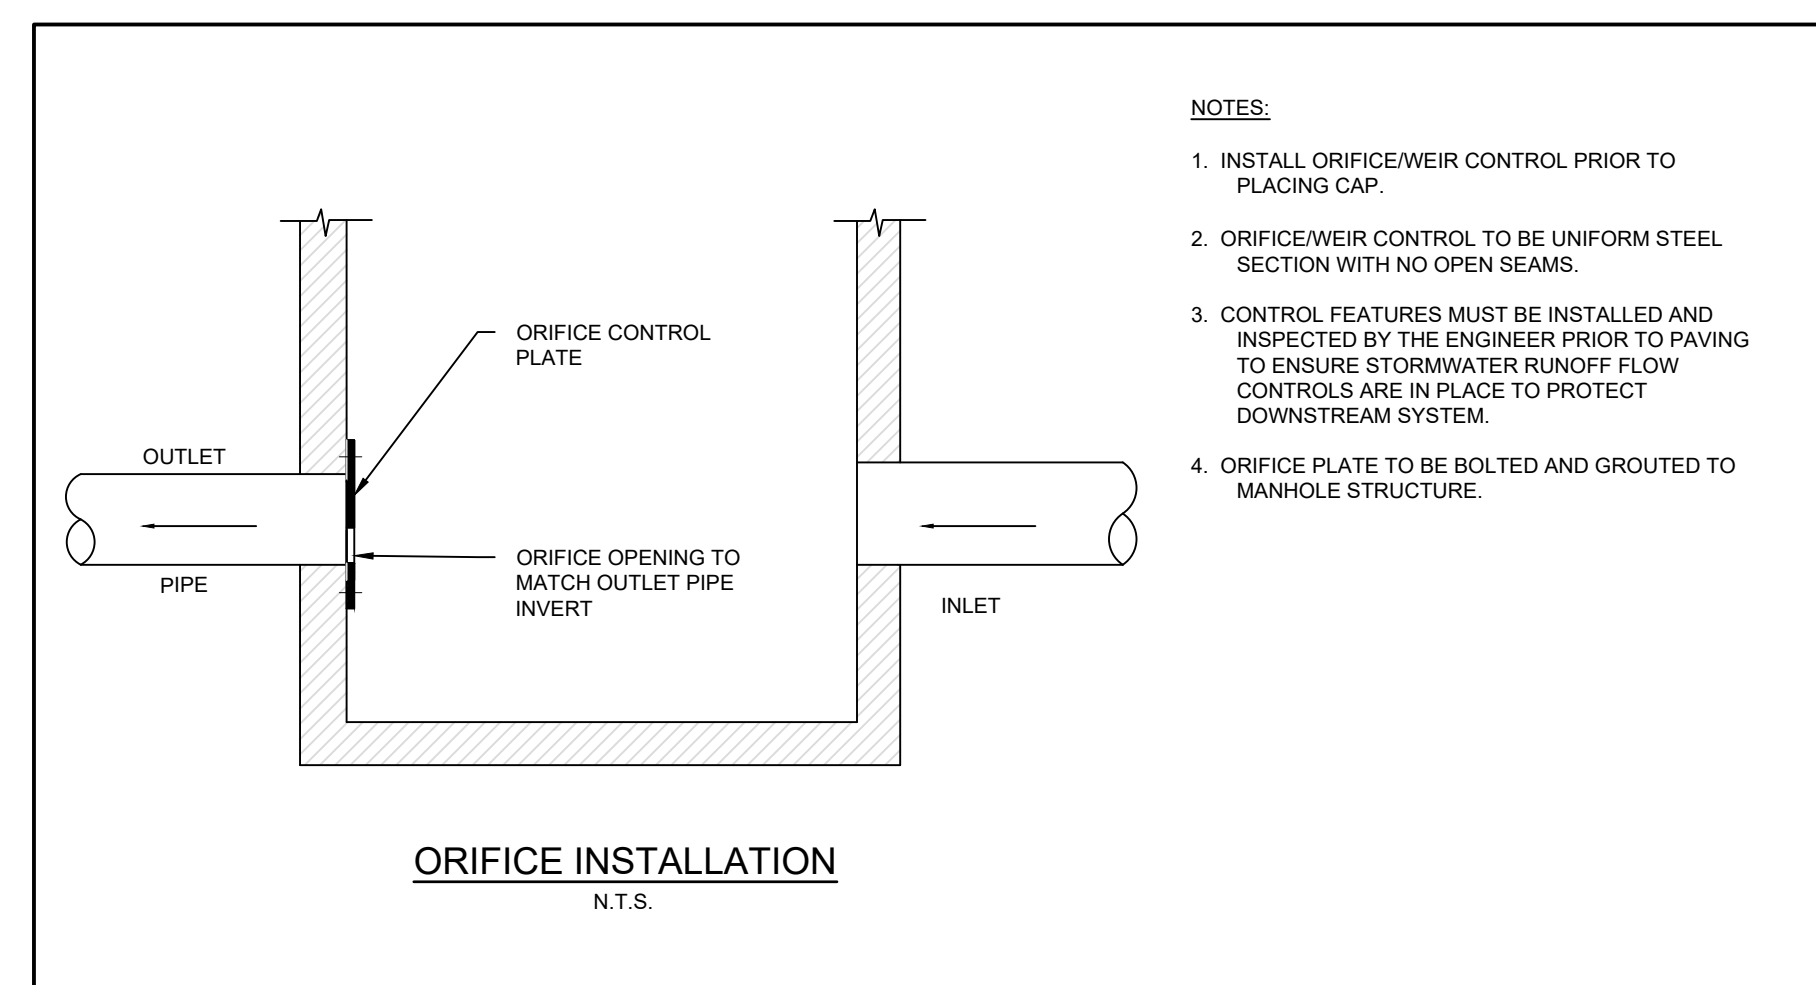 NOTES:
1. INSTALL ORIFICE/WEIR CONTROL PRIOR TO
PLACING CAP.
2. ORIFICE/WEIR CONTROL TO BE UNIFORM STEEL
SECTION WITH NO OPEN SEAMS.
3. CONTROL FEATURES MUST BE INSTALLED AND
INSPECTED BY THE ENGINEER PRIOR TO PAVING
TO ENSURE STORMWATER RUNOFF FLOW
CONTROLS ARE IN PLACE TO PROTECT
DOWNSTREAM SYSTEM.
4. ORIFICE PLATE TO BE BOLTED AND GROUTED TO
MANHOLE STRUCTURE.
ORIFICE CONTROL
PLATE
OUTLET
PIPE
ORIFICE OPENING TO
MATCH OUTLET PIPE
INVERT
INLET
ORIFICE INSTALLATION
N.T.S.